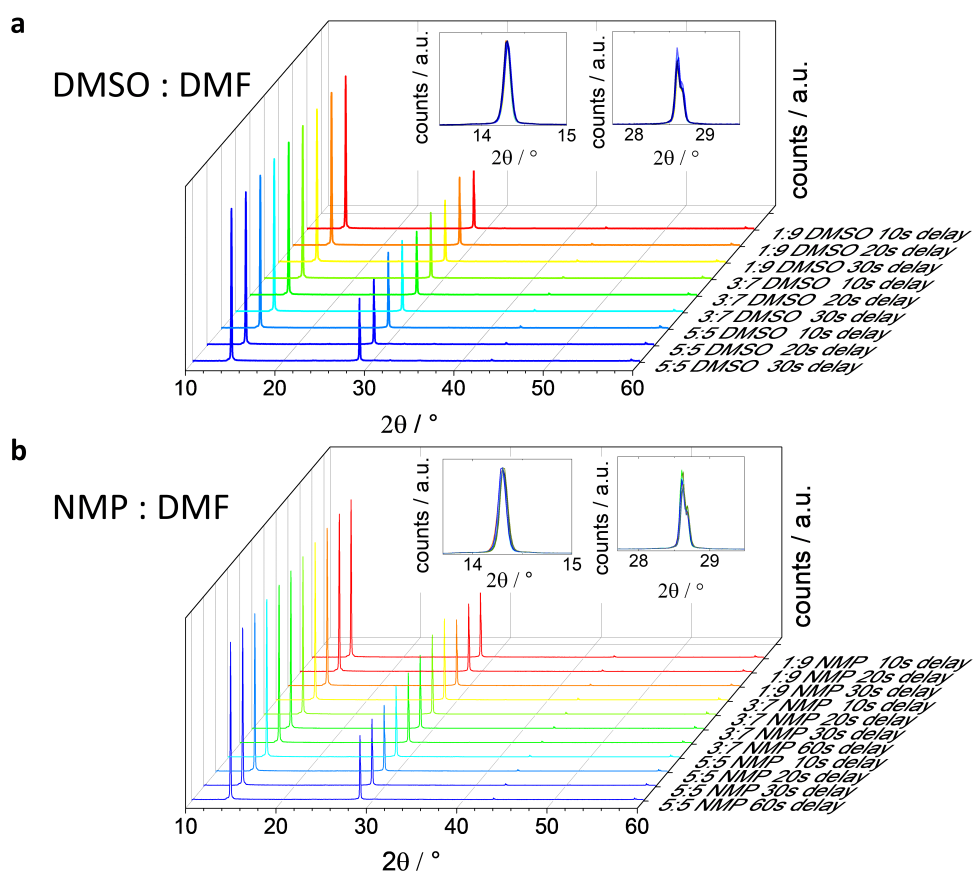 a
DMSO : DMF
counts / a.u.
14
15
2θ / °
counts / a.u.
28
29
2θ / °
counts / a.u.
1:9 DMSO 10s delay
1:9 DMSO 20s delay
1:9 DMSO 30s delay
3:7 DMSO 10s delay
3:7 DMSO 20s delay
3:7 DMSO 30s delay
5:5 DMSO 10s delay
5:5 DMSO 20s delay
5:5 DMSO 30s delay
10 20 30 40 50 60
2θ / °
b
NMP : DMF
counts / a.u.
14
15
2θ / °
counts / a.u.
28
29
2θ / °
counts / a.u.
1:9 NMP 10s delay
1:9 NMP 20s delay
1:9 NMP 30s delay
3:7 NMP 10s delay
3:7 NMP 20s delay
3:7 NMP 30s delay
3:7 NMP 60s delay
5:5 NMP 10s delay
5:5 NMP 20s delay
5:5 NMP 30s delay
5:5 NMP 60s delay
10 20 30 40 50 60
2θ / °